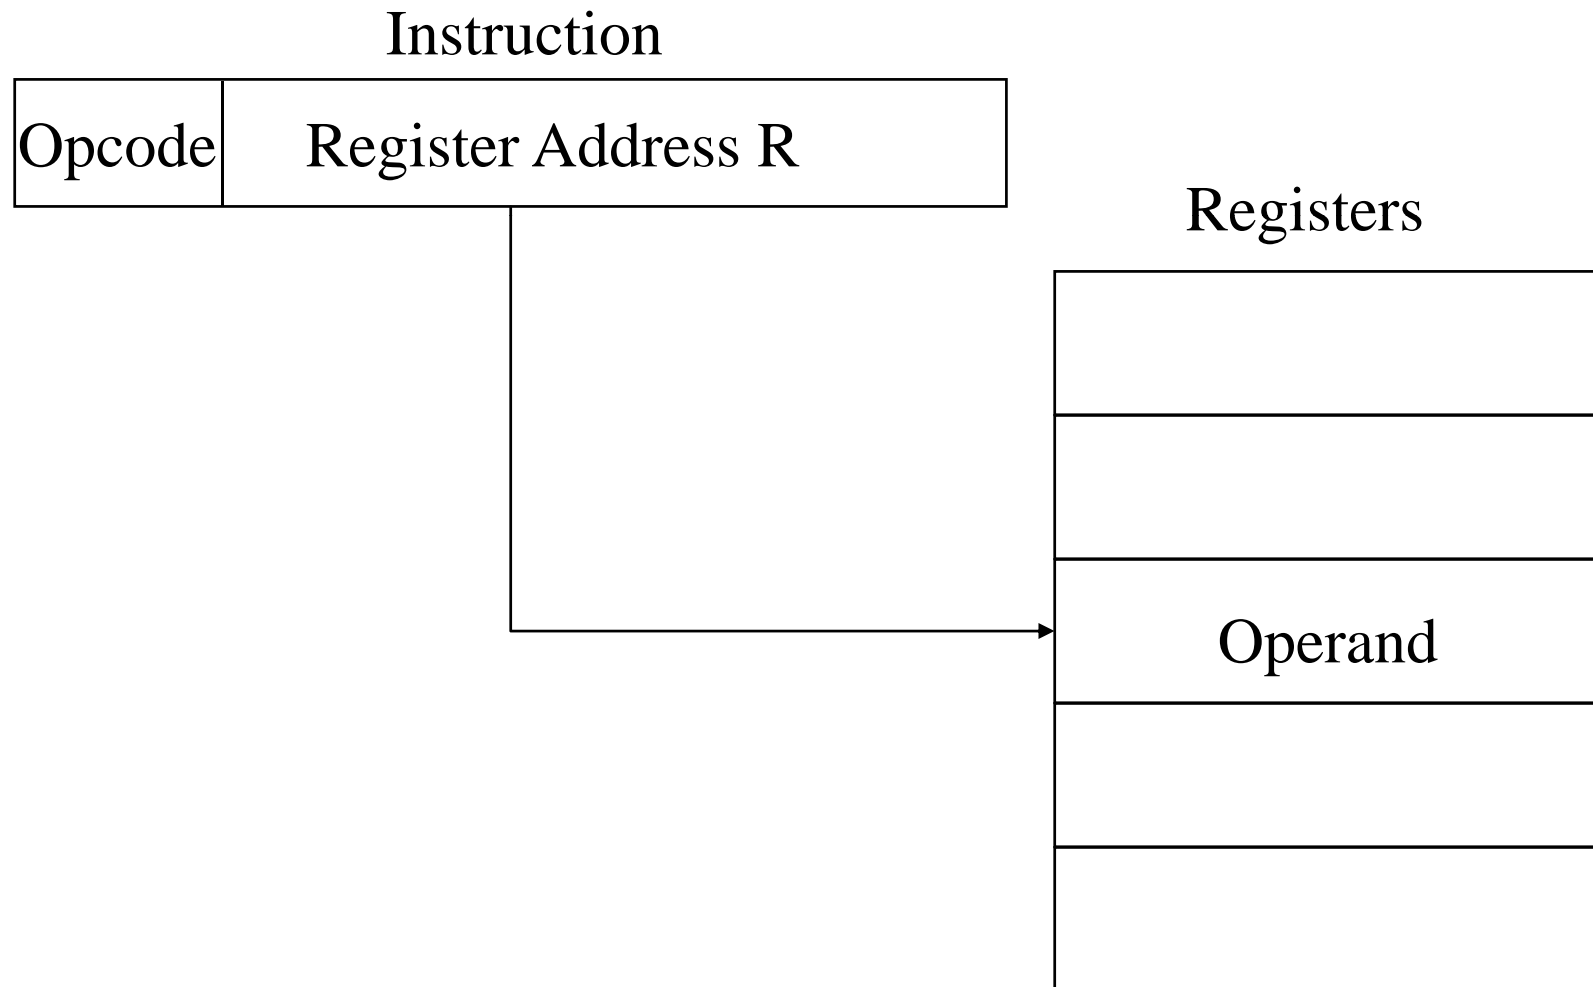 Instruction
Opcode
Register Address R
Registers
Operand